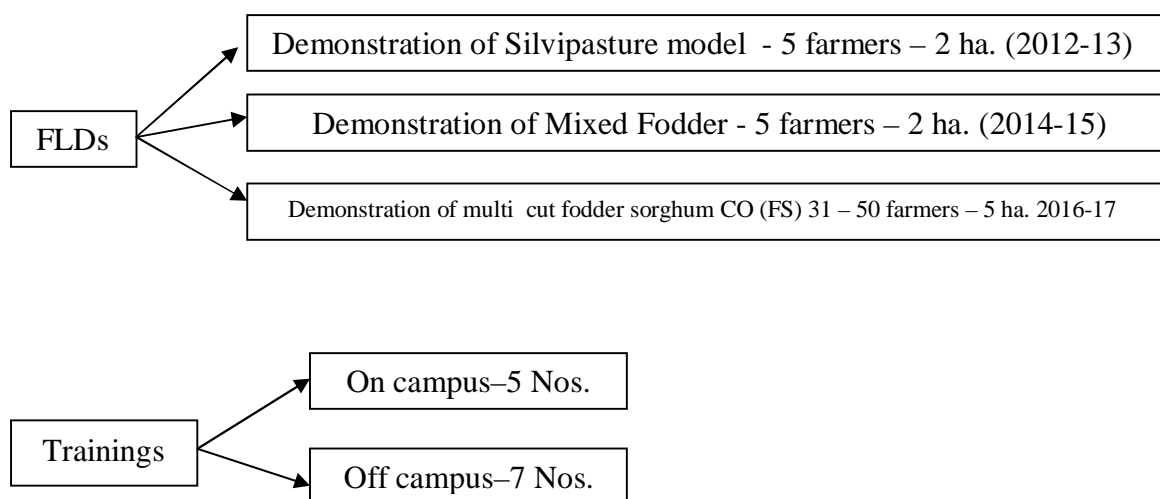 Demonstration of Silvipasture model - 5 farmers – 2 ha. (2012-13)
FLDs
Demonstration of Mixed Fodder - 5 farmers – 2 ha. (2014-15)
Demonstration of multi cut fodder sorghum CO (FS) 31 – 50 farmers – 5 ha. 2016-17
On campus–5 Nos.
Trainings
Off campus–7 Nos.